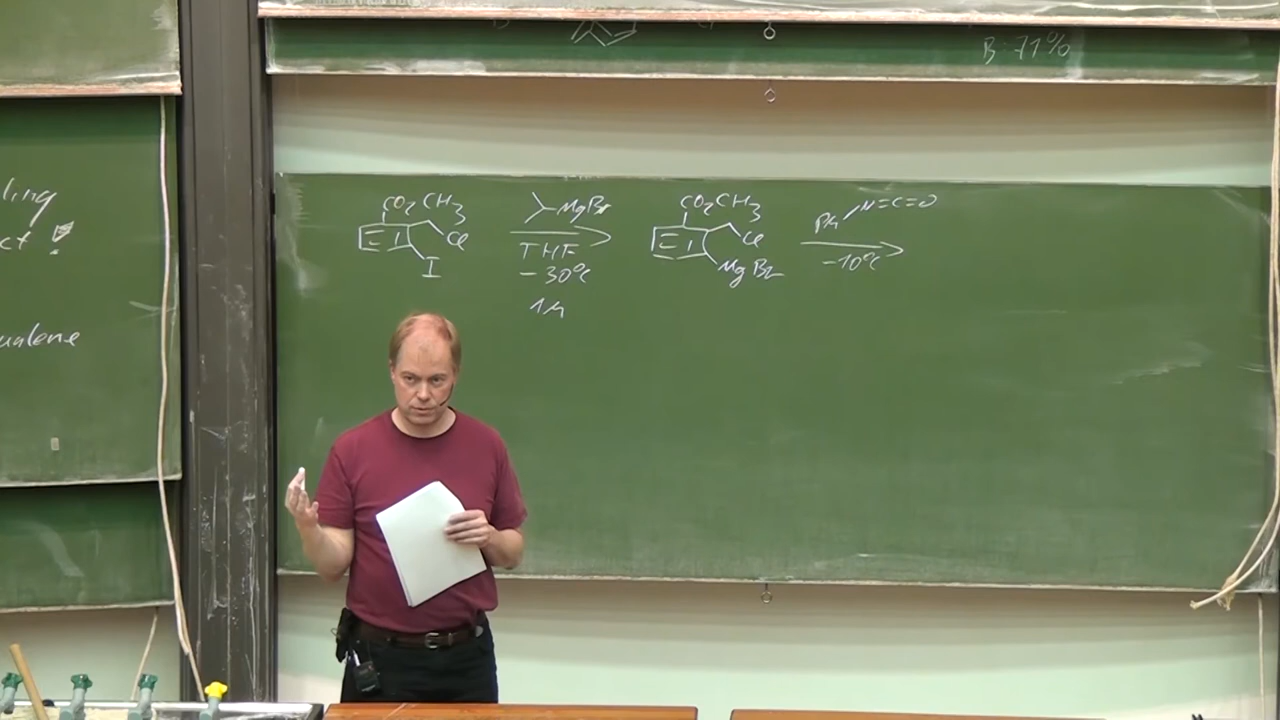 B: 71%
ling
ct !
ualene
CO₂CH₃
Cl
I
MgBr
THF
-30°C
1h
CO₂CH₃
Cl
MgBr
Ph N=C=O
-10°C